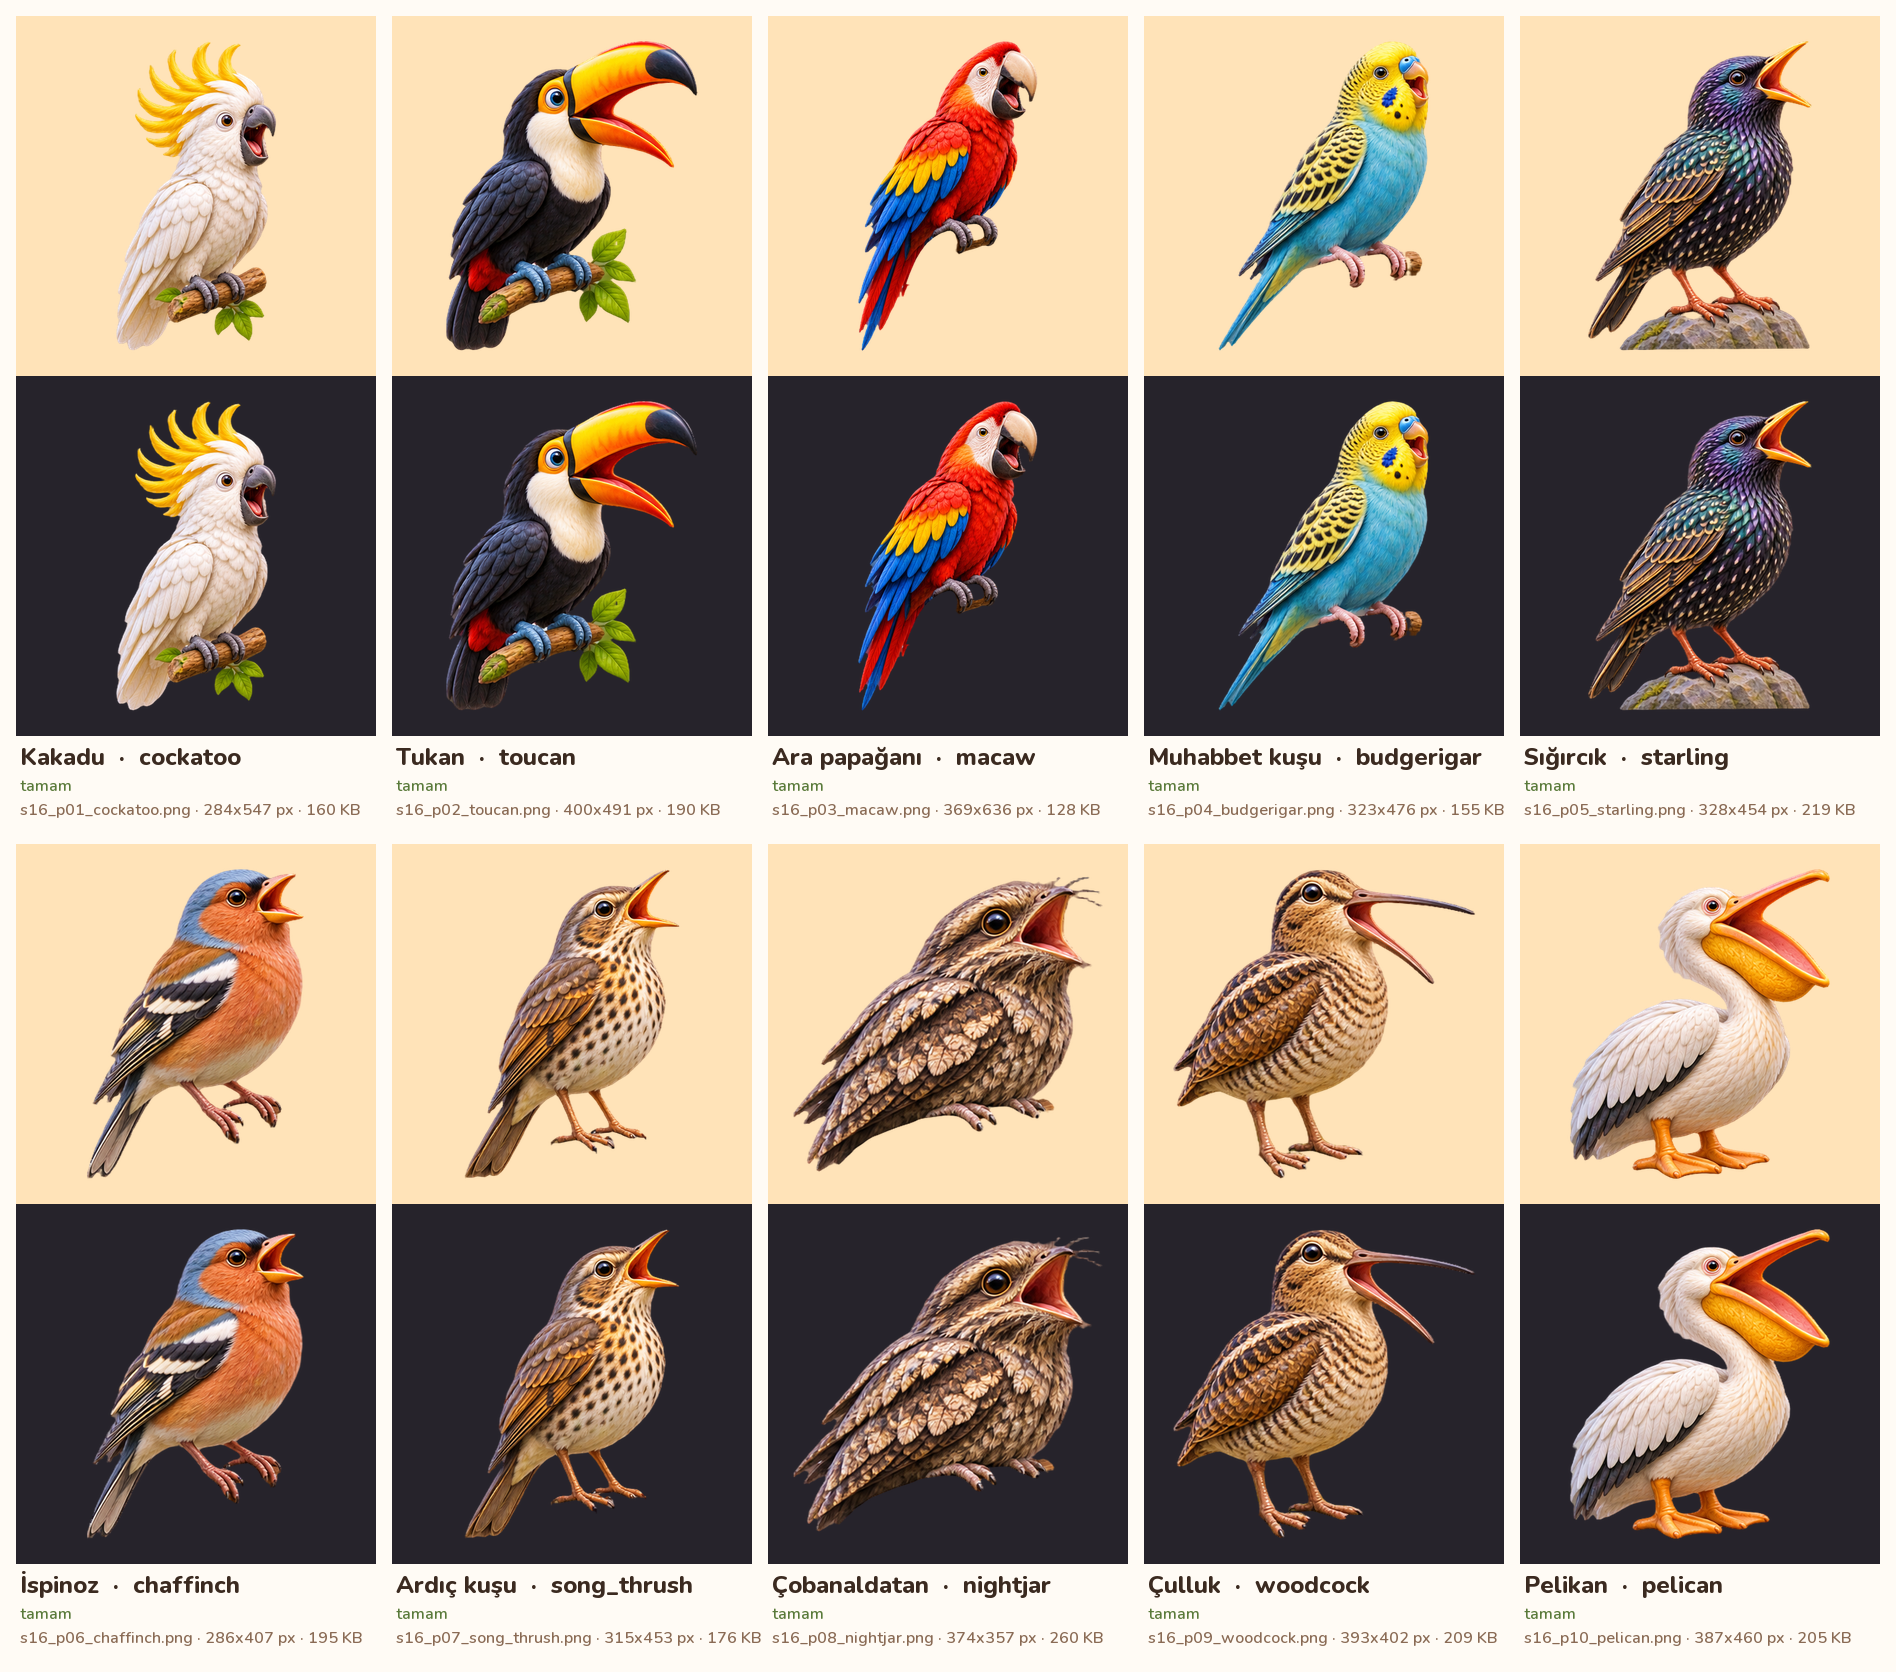 Kakadu · cockatoo
tamam
s16_p01_cockatoo.png · 284x547 px · 160 KB
Tukan · toucan
tamam
s16_p02_toucan.png · 400x491 px · 190 KB
Ara papağanı · macaw
tamam
s16_p03_macaw.png · 369x636 px · 128 KB
Muhabbet kuşu · budgerigar
tamam
s16_p04_budgerigar.png · 323x476 px · 155 KB
Sığırcık · starling
tamam
s16_p05_starling.png · 328x454 px · 219 KB
İspinoz · chaffinch
tamam
s16_p06_chaffinch.png · 286x407 px · 195 KB
Ardıç kuşu · song_thrush
tamam
s16_p07_song_thrush.png · 315x453 px · 176 KB
Çobanaldatan · nightjar
tamam
s16_p08_nightjar.png · 374x357 px · 260 KB
Çulluk · woodcock
tamam
s16_p09_woodcock.png · 393x402 px · 209 KB
Pelikan · pelican
tamam
s16_p10_pelican.png · 387x460 px · 205 KB